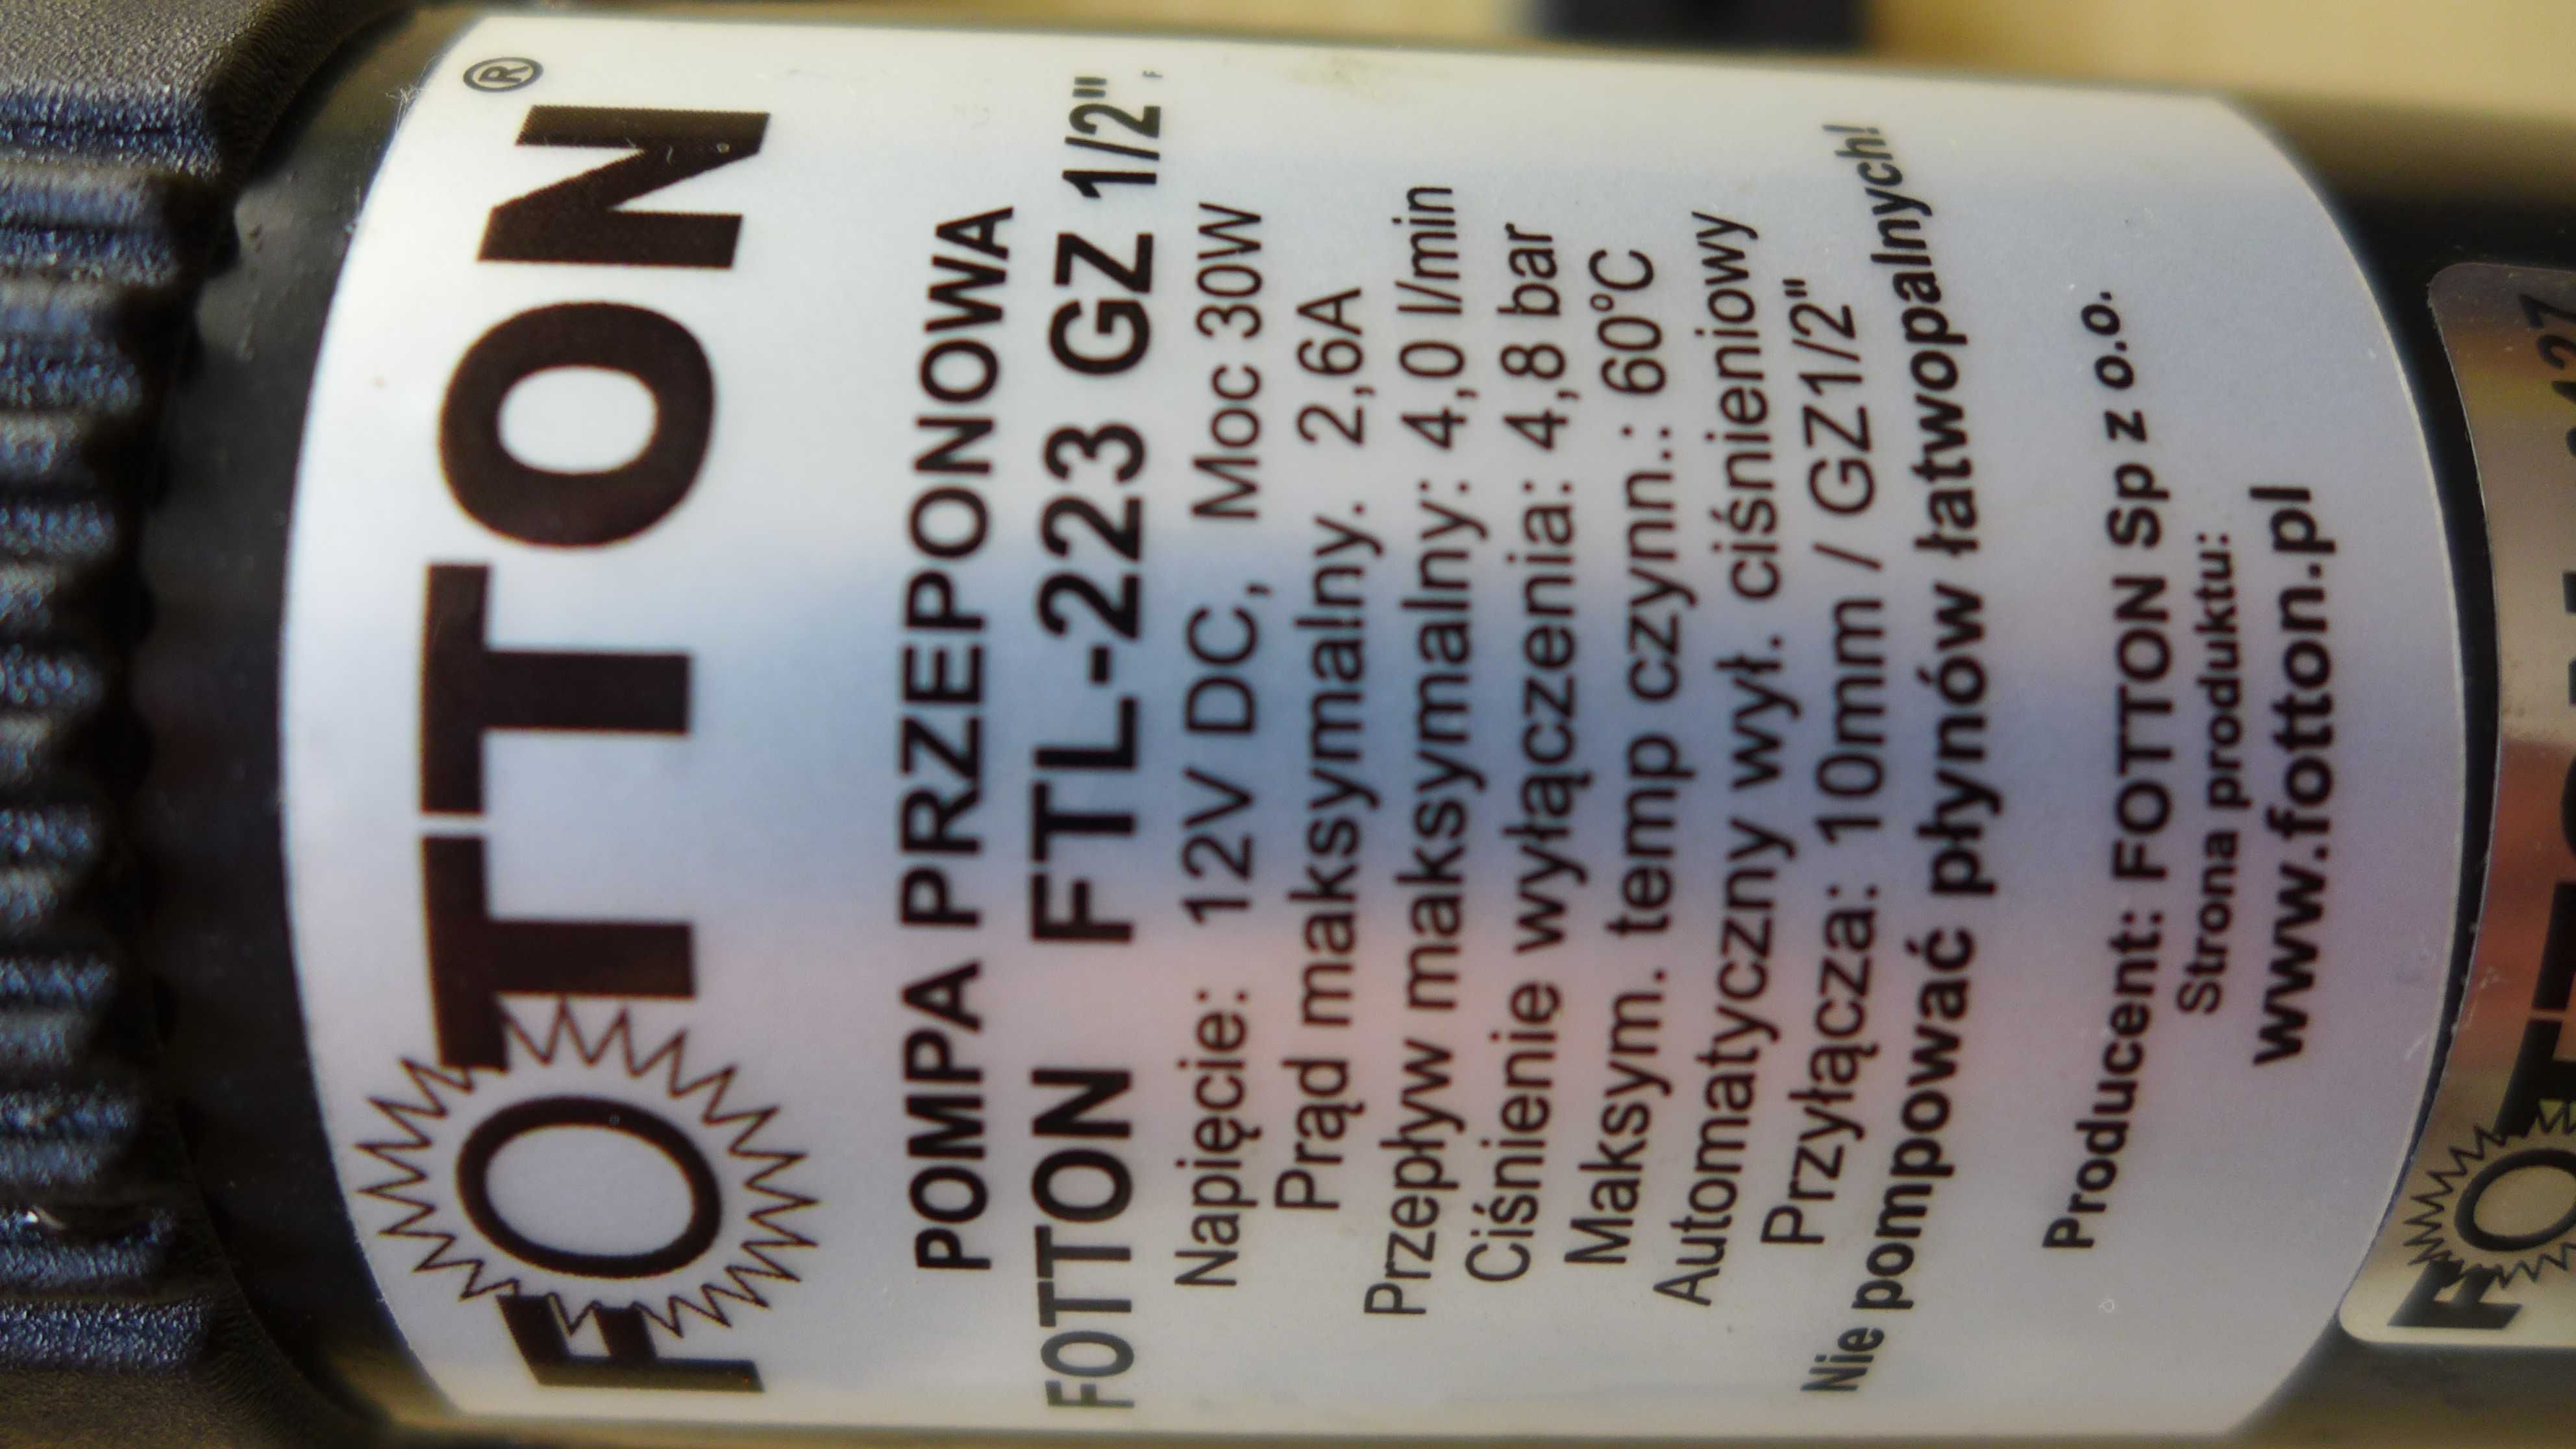 FOTTON®
POMPA PRZEPONOWA
FOTTON FTL-223 GZ 1/2"F
Napięcie: 12V DC, Moc 30W
Prąd maksymalny. 2,6A
Przepływ maksymalny: 4,0 l/min
Ciśnienie wyłączenia: 4,8 bar
Maksym. temp czynn.: 60°C
Automatyczny wył. ciśnieniowy
Przyłącza: 10mm / GZ1/2"
Nie pompować płynów łatwopalnych!
Producent: FOTTON Sp z o.o.
Strona produktu:
www.fotton.pl